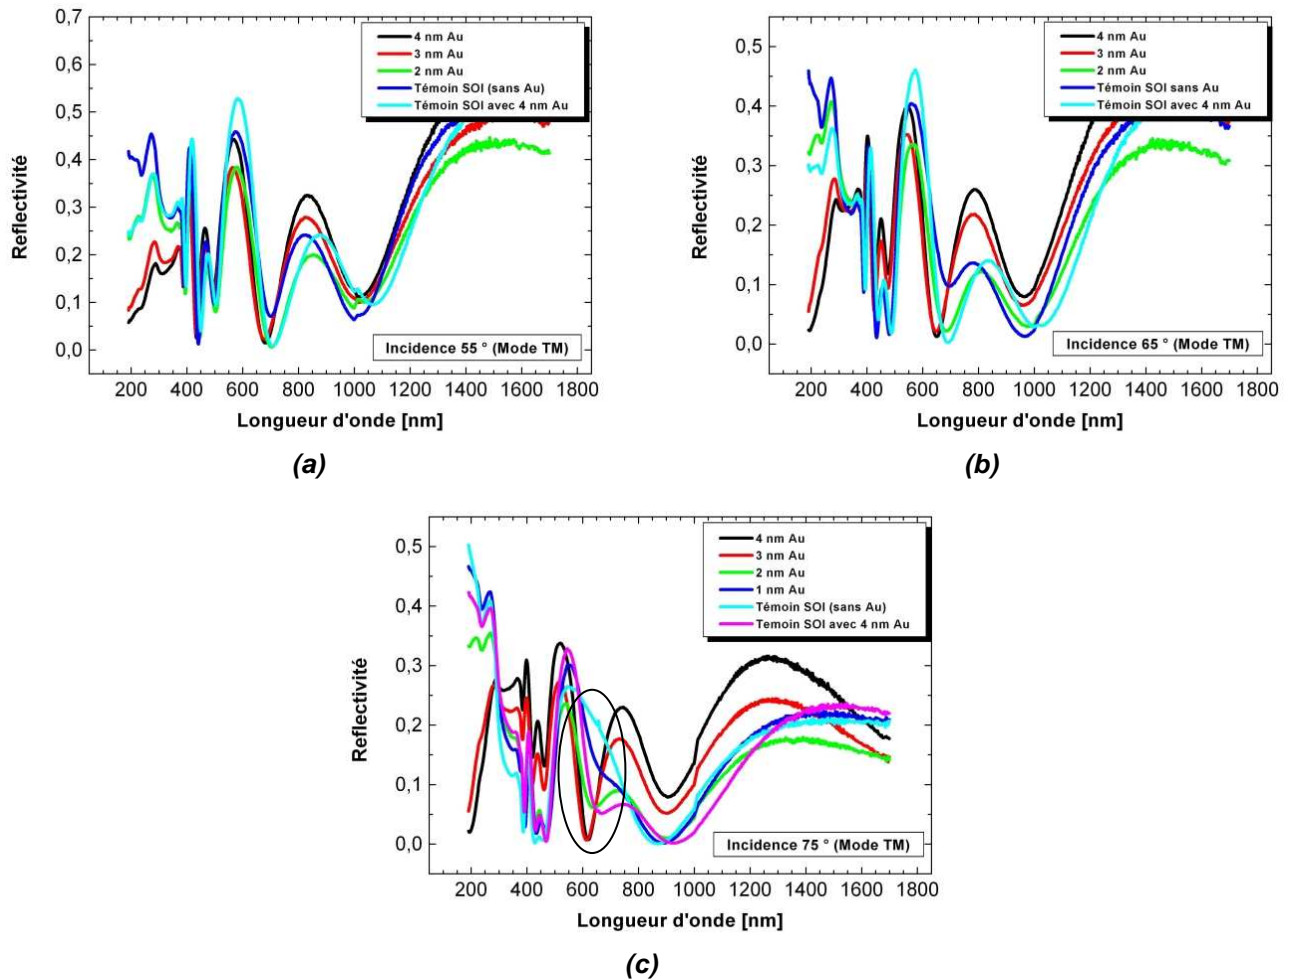 0,7
0,6
0,5
0,4
0,3
0,2
0,1
0,0
Reflectivité
4 nm Au
3 nm Au
2 nm Au
Témoin SOI (sans Au)
Témoin SOI avec 4 nm Au
Incidence 55 ° (Mode TM)
200 400 600 800 1000 1200 1400 1600 1800
Longueur d'onde [nm]
(a)
0,5
0,4
0,3
0,2
0,1
0,0
Reflectivité
4 nm Au
3 nm Au
2 nm Au
Témoin SOI sans Au
Témoin SOI avec 4 nm Au
Incidence 65 ° (Mode TM)
200 400 600 800 1000 1200 1400 1600 1800
Longueur d'onde [nm]
(b)
0,5
0,4
0,3
0,2
0,1
0,0
Reflectivité
4 nm Au
3 nm Au
2 nm Au
1 nm Au
Témoin SOI (sans Au)
Temoin SOI avec 4 nm Au
Incidence 75 ° (Mode TM)
200 400 600 800 1000 1200 1400 1600 1800
Longueur d'onde [nm]
(c)